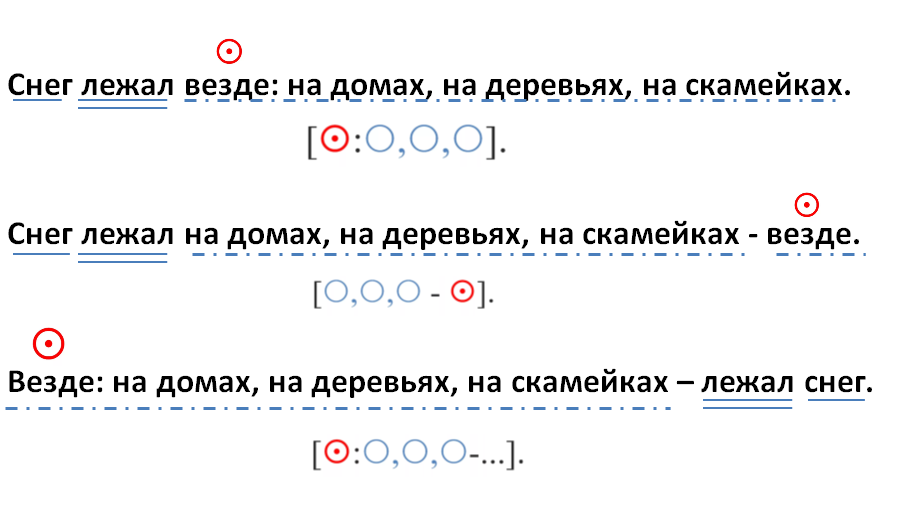 Снег лежал везде: на домах, на деревьях, на скамейках.
[⊙:○,○,○].
Снег лежал на домах, на деревьях, на скамейках - везде.
[○,○,○ - ⊙].
Везде: на домах, на деревьях, на скамейках – лежал снег.
[⊙:○,○,○-...].